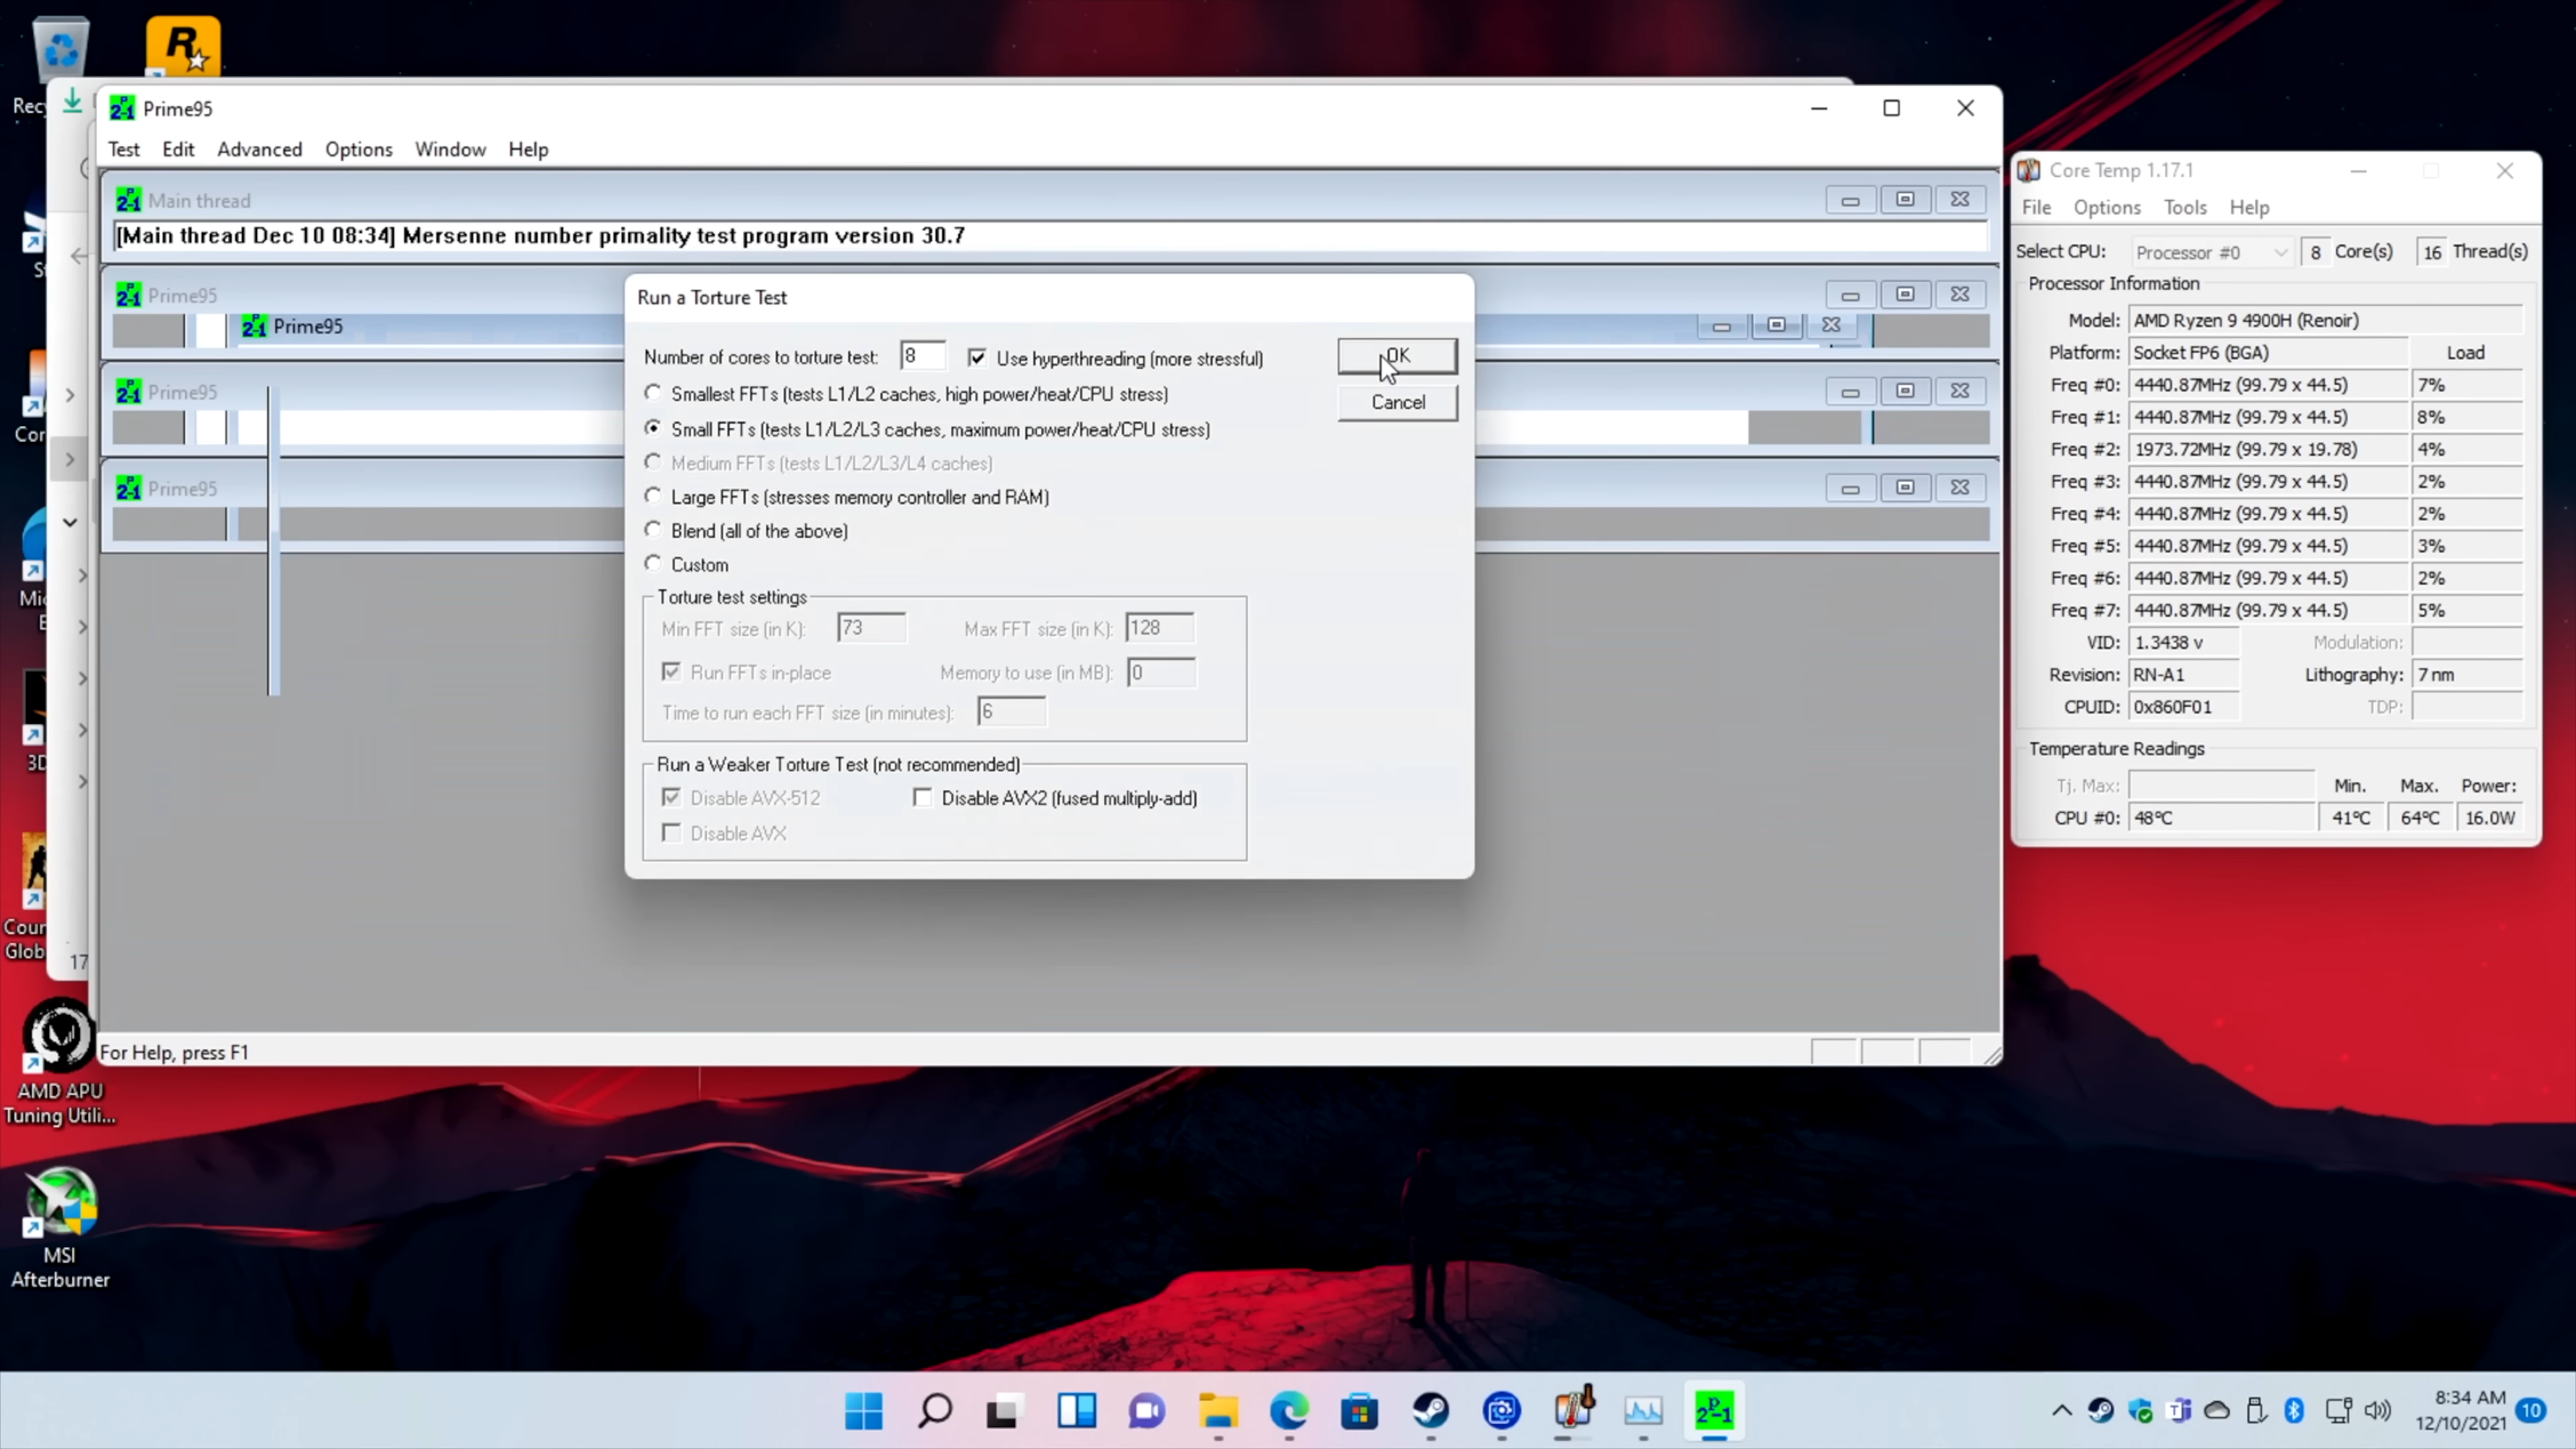 Recy
Prime95
Test Edit Advanced Options Window Help
Main thread
[Main thread Dec 10 08:34] Mersenne number primality test program version 30.7
Prime95
Prime95
Prime95
Prime95
Run a Torture Test
Number of cores to torture test: 8 Use hyperthreading (more stressful)
OK
Cancel
Smallest FFTs (tests L1/L2 caches, high power/heat/CPU stress)
Small FFTs (tests L1/L2/L3 caches, maximum power/heat/CPU stress)
Medium FFTs (tests L1/L2/L3/L4 caches)
Large FFTs (stresses memory controller and RAM)
Blend (all of the above)
Custom
Torture test settings
Min FFT size (in K): 73 Max FFT size (in K): 128
Run FFTs in-place Memory to use (in MB): 0
Time to run each FFT size (in minutes): 6
Run a Weaker Torture Test (not recommended)
Disable AVX-512 Disable AVX2 (fused multiply-add)
Disable AVX
For Help, press F1
Core Temp 1.17.1
File Options Tools Help
Select CPU: Processor #0 8 Core(s) 16 Thread(s)
Processor Information
Model: AMD Ryzen 9 4900H (Renoir)
Platform: Socket FP6 (BGA) Load
Freq #0: 4440.87MHz (99.79 x 44.5) 7%
Freq #1: 4440.87MHz (99.79 x 44.5) 8%
Freq #2: 1973.72MHz (99.79 x 19.78) 4%
Freq #3: 4440.87MHz (99.79 x 44.5) 2%
Freq #4: 4440.87MHz (99.79 x 44.5) 2%
Freq #5: 4440.87MHz (99.79 x 44.5) 3%
Freq #6: 4440.87MHz (99.79 x 44.5) 2%
Freq #7: 4440.87MHz (99.79 x 44.5) 5%
VID: 1.3438 v Modulation:
Revision: RN-A1 Lithography: 7 nm
CPUID: 0x860F01 TDP:
Temperature Readings
Tj. Max: Min. Max. Power:
CPU #0: 48°C 41°C 64°C 16.0W
St
Cor
Mic
E
3D
Coun
Glob
17
AMD APU
Tuning Utili...
MSI
Afterburner
8:34 AM
12/10/2021
10